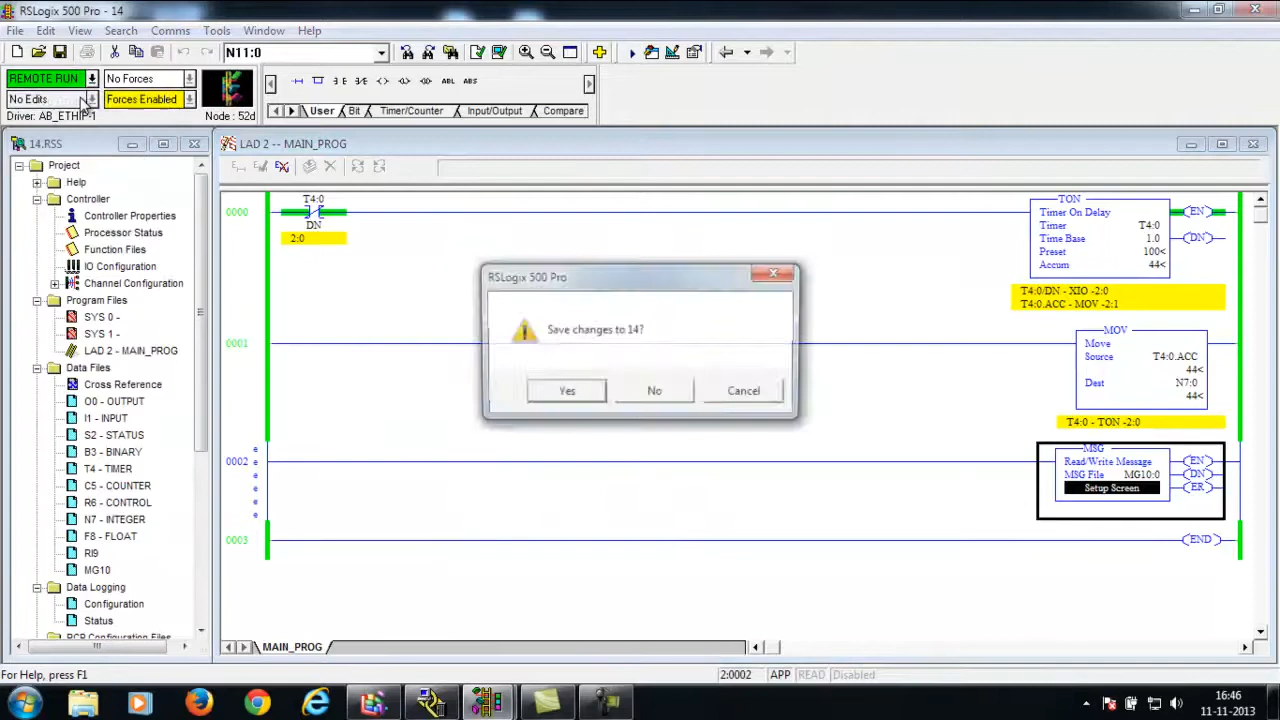 RSLogix 500 Pro - 14
File Edit View Search Comms Tools Window Help
N11:0
REMOTE RUN No Forces
No Edits Forces Enabled
Driver: AB_ETHIP-1 Node : 52d
ABL ABS
User Bit Timer/Counter Input/Output Compare
14.RSS
Project
Help
Controller
Controller Properties
Processor Status
Function Files
IO Configuration
Channel Configuration
Program Files
SYS 0 -
SYS 1 -
LAD 2 - MAIN_PROG
Data Files
Cross Reference
O0 - OUTPUT
I1 - INPUT
S2 - STATUS
B3 - BINARY
T4 - TIMER
C5 - COUNTER
R6 - CONTROL
N7 - INTEGER
F8 - FLOAT
RI9
MG10
Data Logging
Configuration
Status
RCP Configuration Files
LAD 2 -- MAIN_PROG
0000
T4:0
DN
2:0
TON
Timer On Delay
Timer T4:0
Time Base 1.0
Preset 100<
Accum 44<
EN
DN
T4:0/DN - XIO -2:0
T4:0.ACC - MOV -2:1
0001
MOV
Move
Source T4:0.ACC
44<
Dest N7:0
44<
T4:0 - TON -2:0
0002
e
e
e
e
e
e
MSG
Read/Write Message
MSG File MG10:0
Setup Screen
EN
DN
ER
0003
END
MAIN_PROG
RSLogix 500 Pro
Save changes to 14?
Yes No Cancel
For Help, press F1
2:0002 APP READ Disabled
16:46
11-11-2013